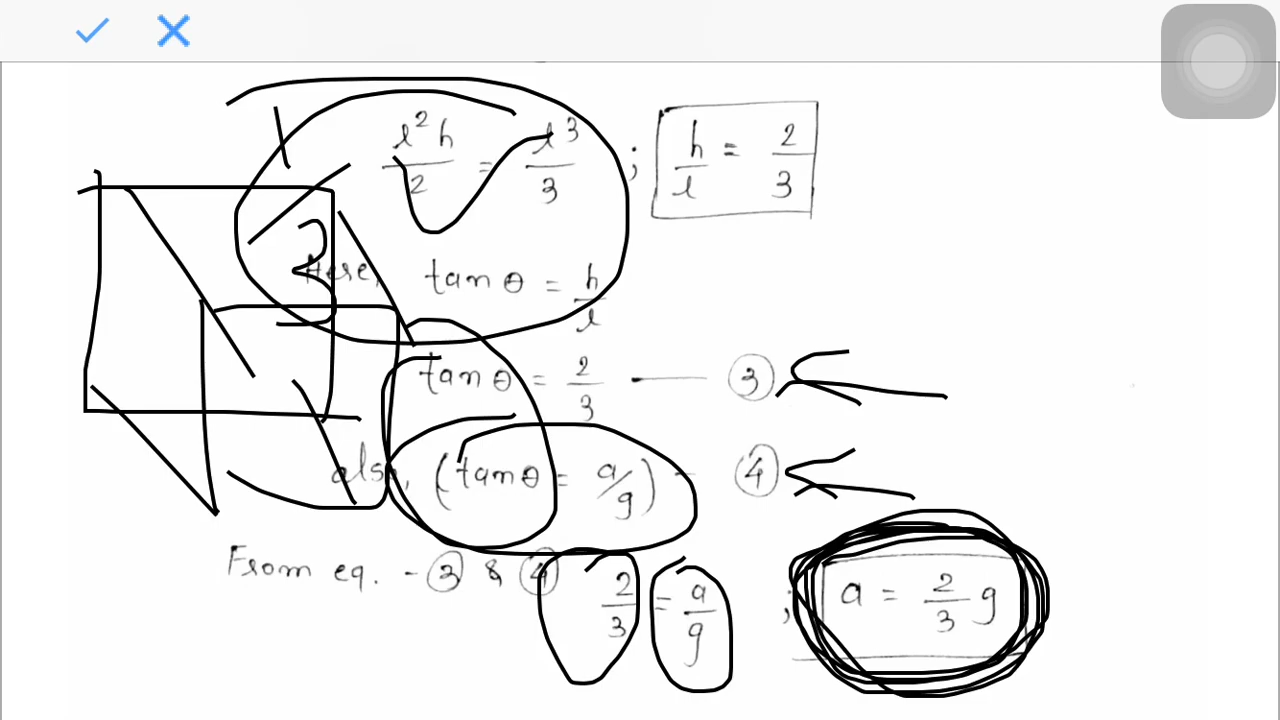 l²h/2 = l³/3 ; h/l = 2/3
Here, tan θ = h/l
tan θ = 2/3 — ③
also, (tan θ = a/g) - ④
From eq. - ③ & ④ 2/3 = a/g ; a = 2/3 g